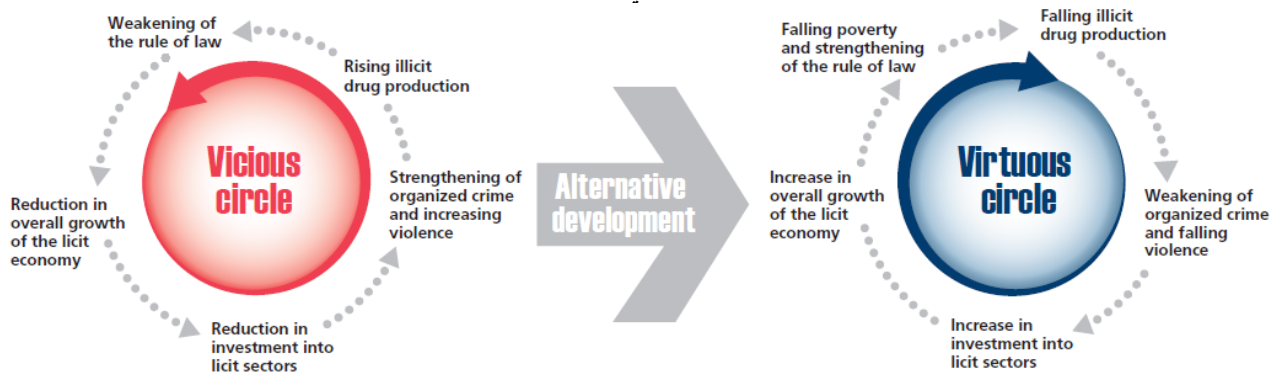 Weakening of
the rule of law
Rising illicit
drug production
Vicious
circle
Reduction in
overall growth
of the licit
economy
Strengthening of
organized crime
and increasing
violence
Reduction in
investment into
licit sectors
Alternative
development
Falling poverty
and strengthening
of the rule of law
Falling illicit
drug production
Virtuous
circle
Increase in
overall growth
of the licit
economy
Weakening of
organized crime
and falling
violence
Increase in
investment into
licit sectors